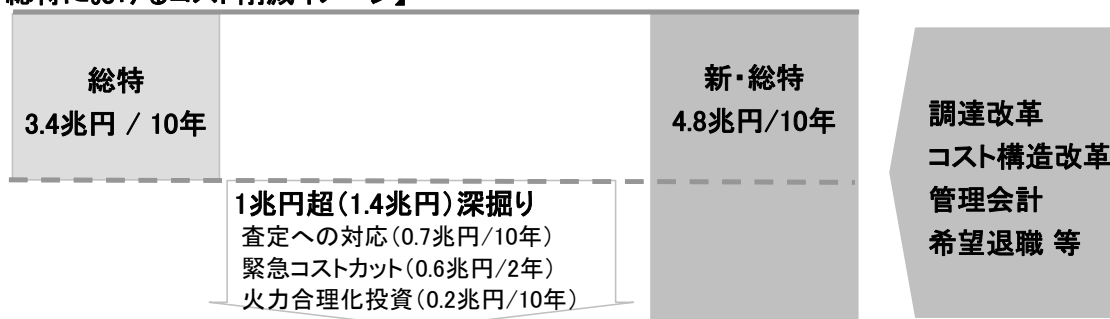 総特
3.4兆円 / 10年
1兆円超(1.4兆円)深掘り
査定への対応(0.7兆円/10年)
緊急コストカット(0.6兆円/2年)
火力合理化投資(0.2兆円/10年)
新・総特
4.8兆円/10年
調達改革
コスト構造改革
管理会計
希望退職 等